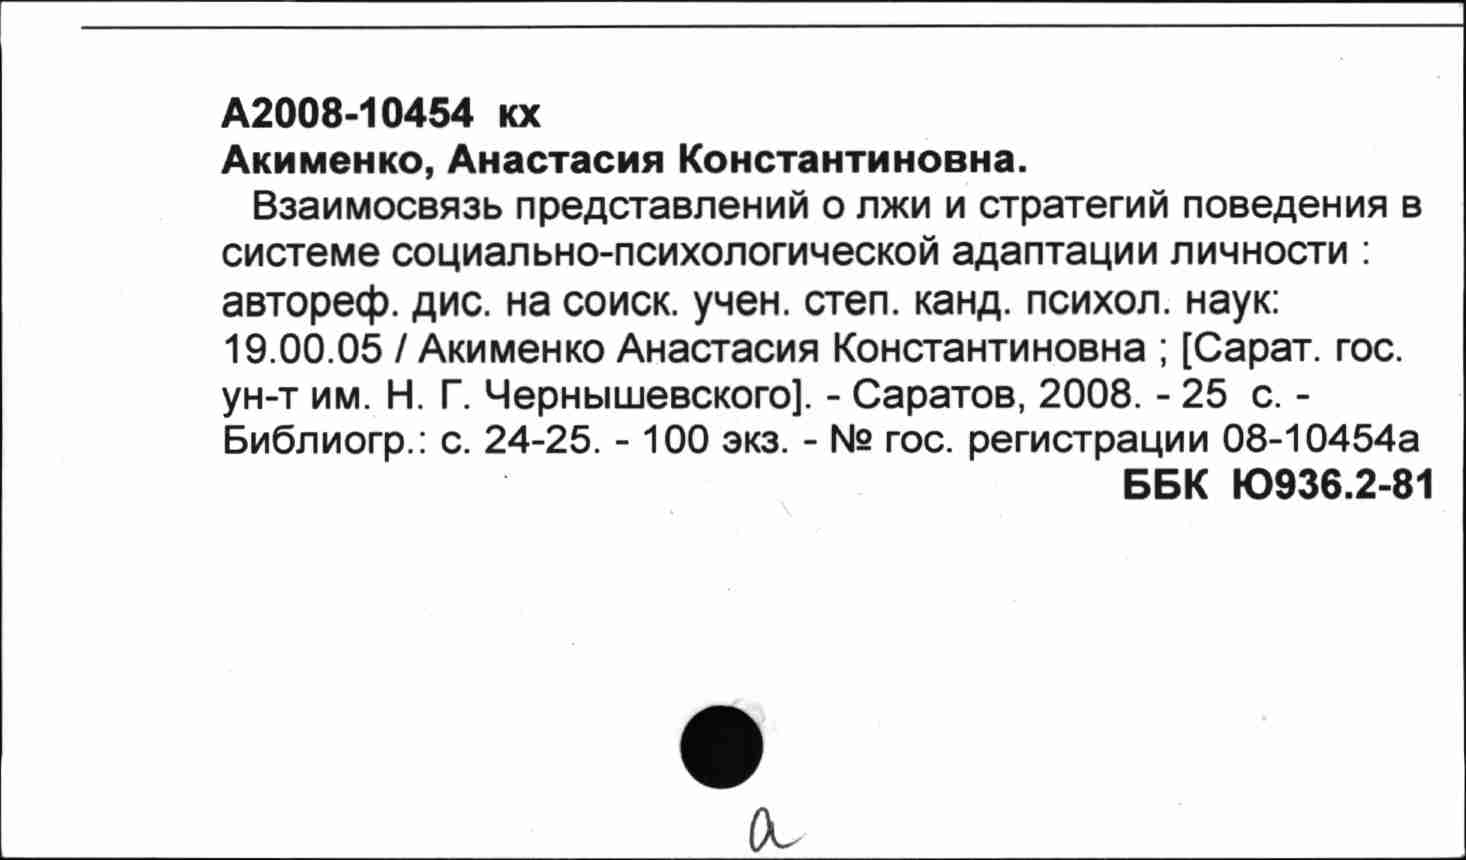 А2008-10454 кх
Акименко, Анастасия Константиновна.
Взаимосвязь представлений о лжи и стратегий поведения в
системе социально-психологической адаптации личности :
автореф. дис. на соиск. учен. степ. канд. психол. наук:
19.00.05 / Акименко Анастасия Константиновна ; [Сарат. гос.
ун-т им. Н. Г. Чернышевского]. - Саратов, 2008. - 25 с. -
Библиогр.: с. 24-25. - 100 экз. - № гос. регистрации 08-10454а
ББК Ю936.2-81
а